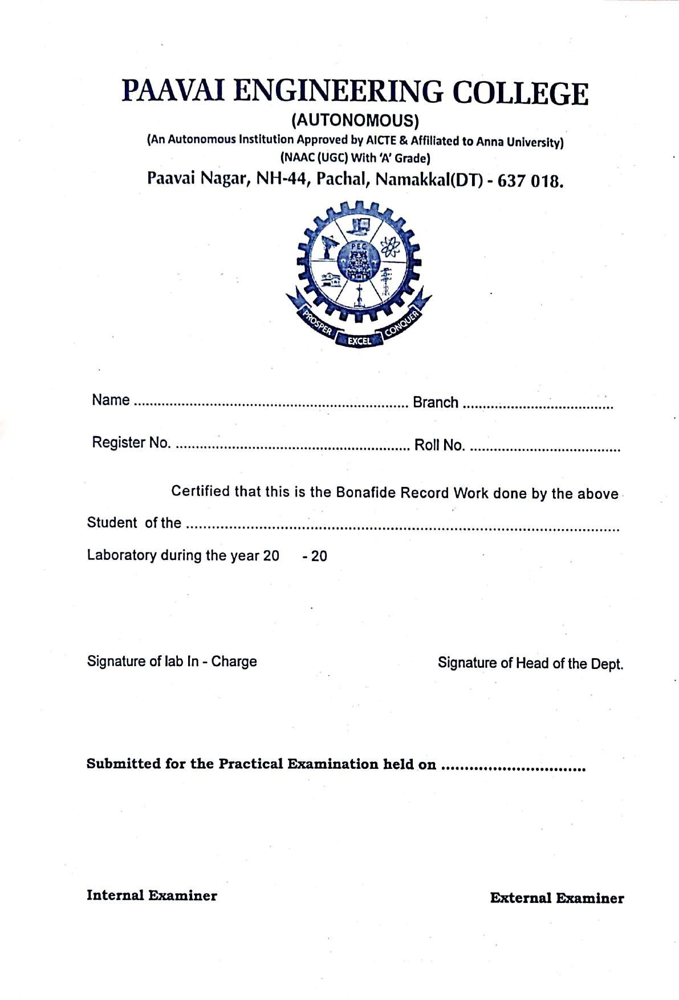 PAAVAI ENGINEERING COLLEGE
(AUTONOMOUS)
(An Autonomous Institution Approved by AICTE & Affiliated to Anna University)
(NAAC (UGC) With ‘A’ Grade)
Paavai Nagar, NH-44, Pachal, Namakkal(DT) - 637 018.
PEC
PROSPER EXCEL CONQUER
Name .................................................................... Branch .....................................
Register No. .......................................................... Roll No. .....................................
Certified that this is the Bonafide Record Work done by the above
Student of the ..........................................................................................................
Laboratory during the year 20 - 20
Signature of lab In - Charge Signature of Head of the Dept.
Submitted for the Practical Examination held on ...............................
Internal Examiner External Examiner